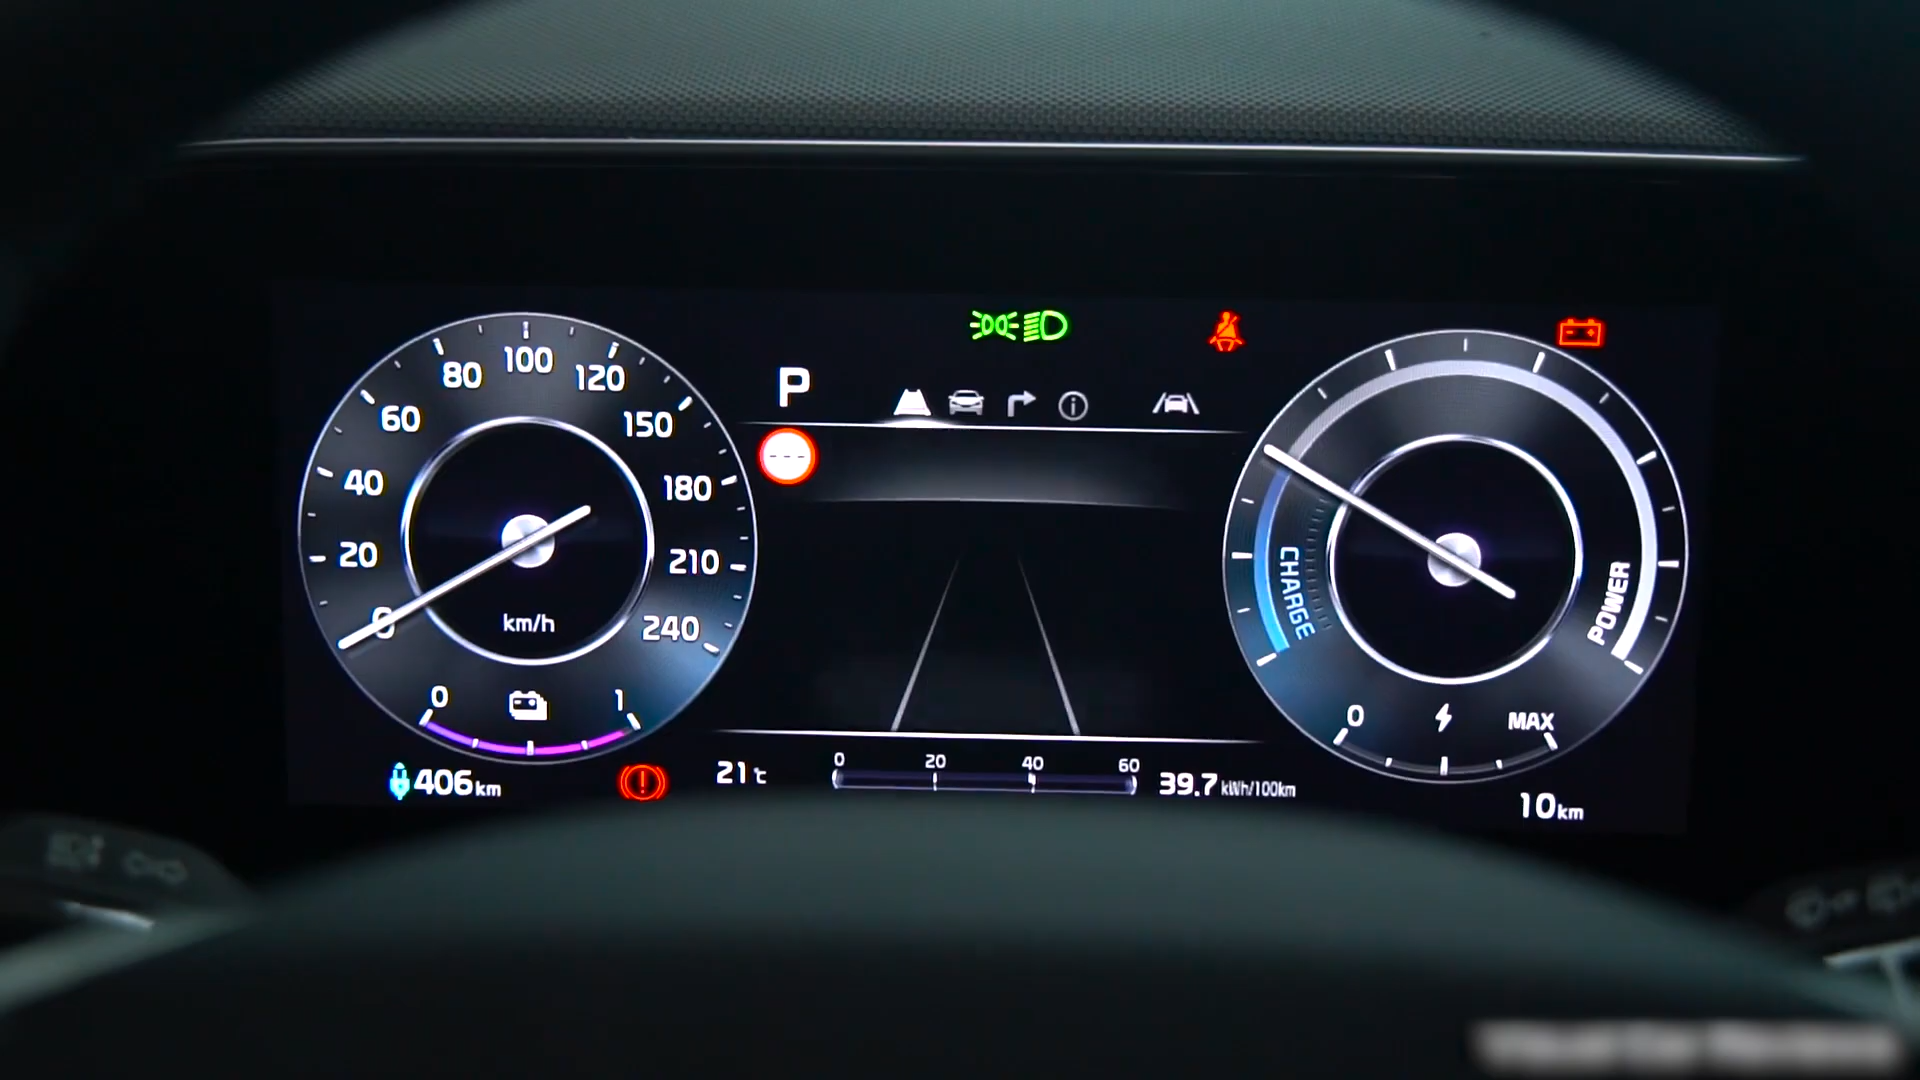 0 20 40 60 80 100 120 150 180 210 240
km/h
0 1
406 km
P
---
21 ℃
0 20 40 60
39.7 kWh/100km
CHARGE
POWER
0 MAX
10 km